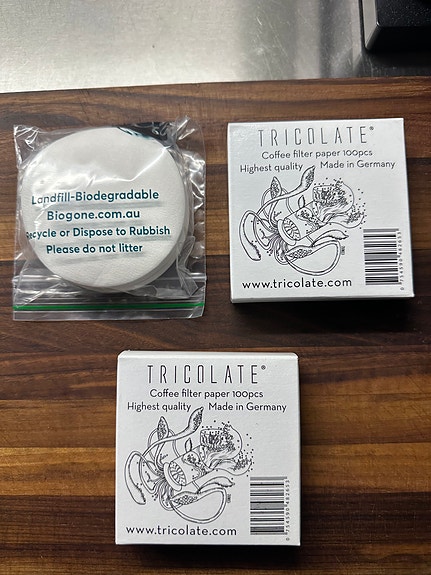 Landfill-Biodegradable
Biogone.com.au
Recycle or Dispose to Rubbish
Please do not litter
TRICOLATE®
Coffee filter paper 100pcs
Highest quality Made in Germany
www.tricolate.com
TRICOLATE®
Coffee filter paper 100pcs
Highest quality Made in Germany
www.tricolate.com